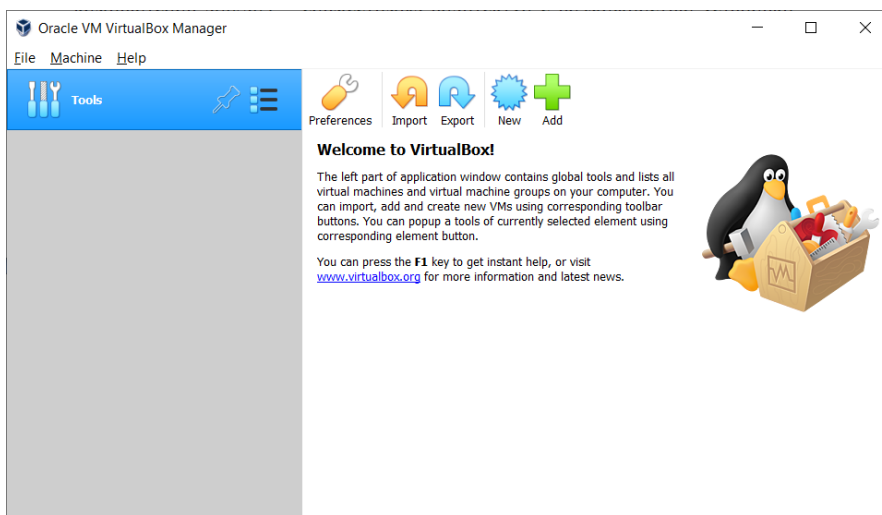 Oracle VM VirtualBox Manager
File Machine Help
Tools
Preferences Import Export New Add
Welcome to VirtualBox!
The left part of application window contains global tools and lists all
virtual machines and virtual machine groups on your computer. You
can import, add and create new VMs using corresponding toolbar
buttons. You can popup a tools of currently selected element using
corresponding element button.
You can press the F1 key to get instant help, or visit
www.virtualbox.org for more information and latest news.